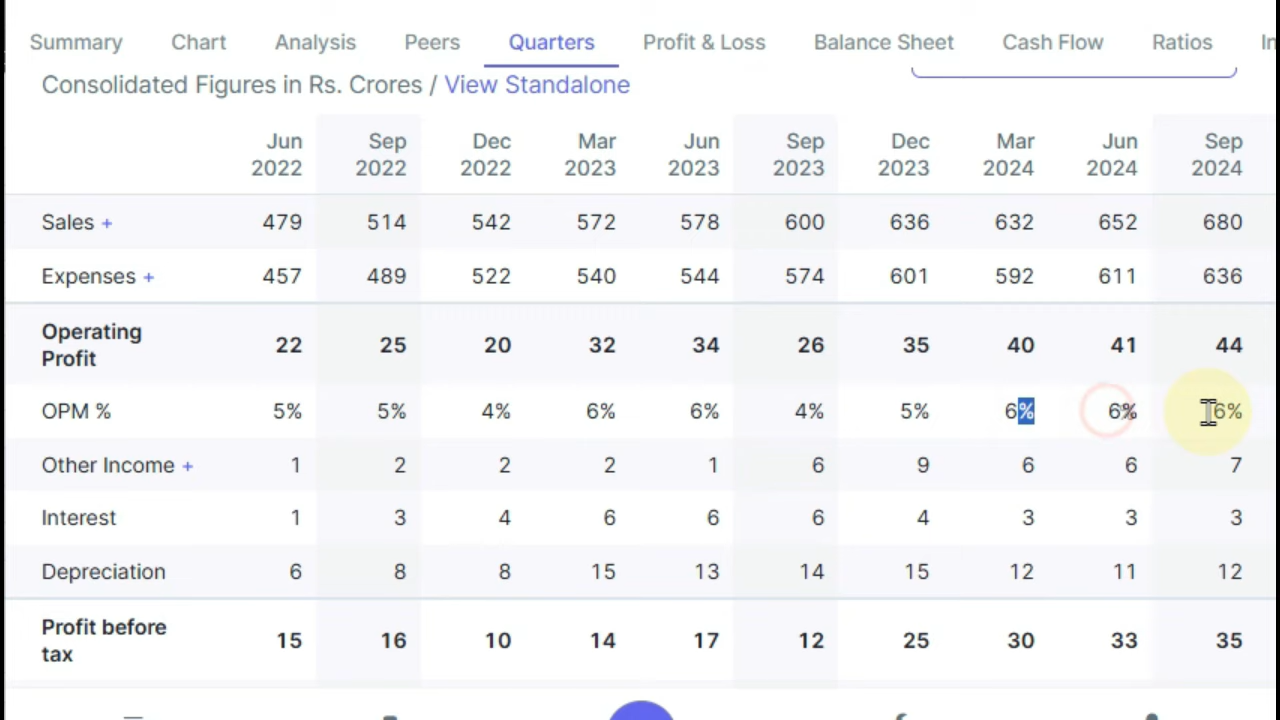 Summary Chart Analysis Peers Quarters Profit & Loss Balance Sheet Cash Flow Ratios
Consolidated Figures in Rs. Crores / View Standalone
Jun 2022 Sep 2022 Dec 2022 Mar 2023 Jun 2023 Sep 2023 Dec 2023 Mar 2024 Jun 2024 Sep 2024
Sales + 479 514 542 572 578 600 636 632 652 680
Expenses + 457 489 522 540 544 574 601 592 611 636
Operating Profit 22 25 20 32 34 26 35 40 41 44
OPM % 5% 5% 4% 6% 6% 4% 5% 6% 6% 6%
Other Income + 1 2 2 2 1 6 9 6 6 7
Interest 1 3 4 6 6 6 4 3 3 3
Depreciation 6 8 8 15 13 14 15 12 11 12
Profit before tax 15 16 10 14 17 12 25 30 33 35